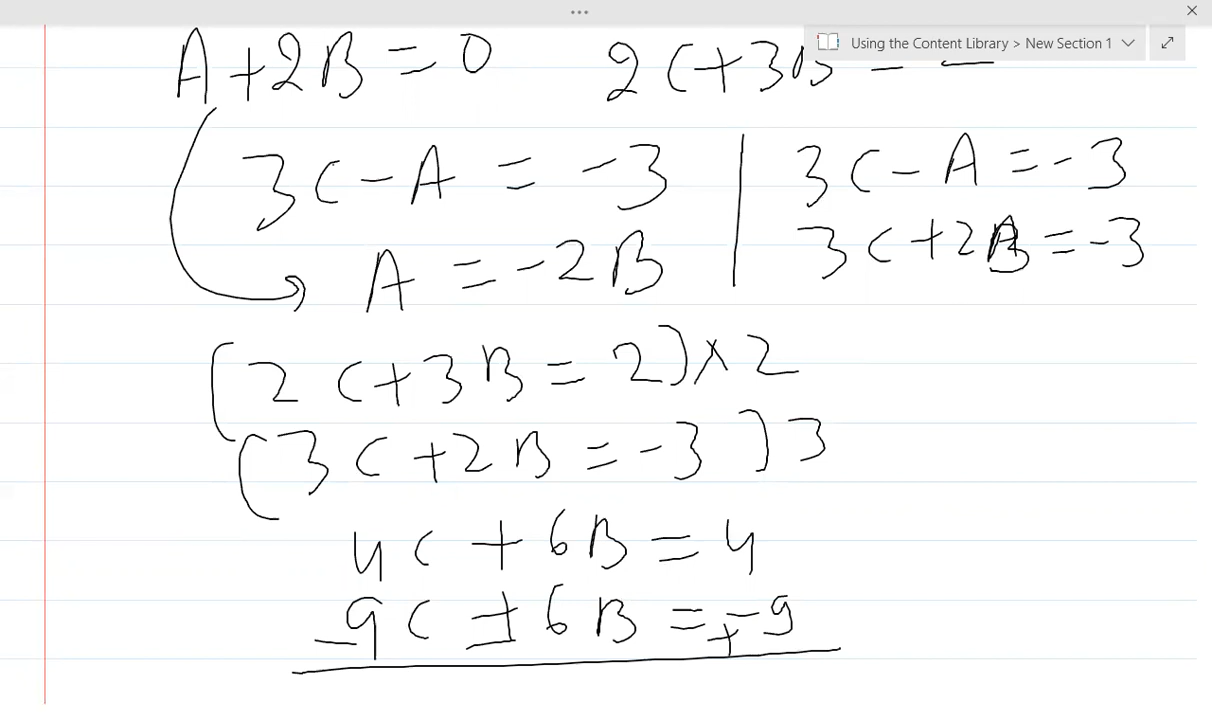 Using the Content Library > New Section 1
A+2B=0 2C+3B=
3C-A=-3 | 3C-A=-3
A=-2B | 3C+2B=-3
(2C+3B=2)×2
(3C+2B=-3)3
4C+6B=4
-9C±6B=-+9